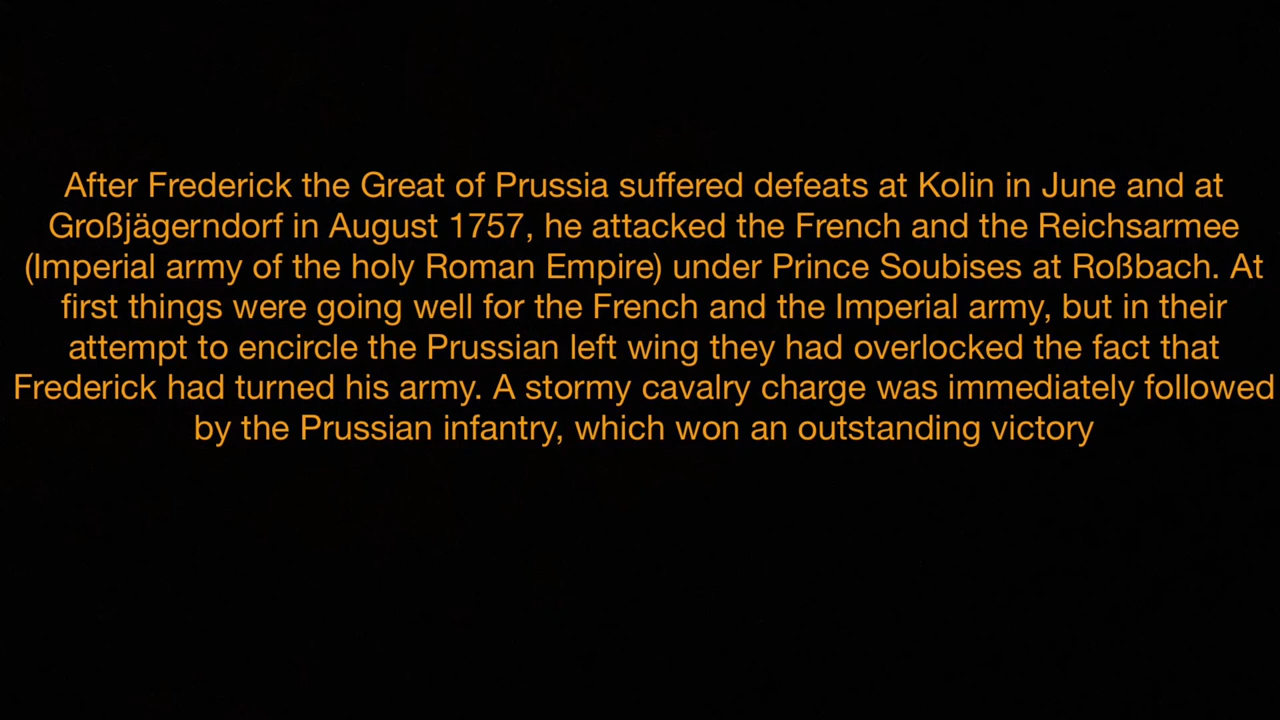 After Frederick the Great of Prussia suffered defeats at Kolin in June and at
Großjägerndorf in August 1757, he attacked the French and the Reichsarmee
(Imperial army of the holy Roman Empire) under Prince Soubises at Roßbach. At
first things were going well for the French and the Imperial army, but in their
attempt to encircle the Prussian left wing they had overlocked the fact that
Frederick had turned his army. A stormy cavalry charge was immediately followed
by the Prussian infantry, which won an outstanding victory